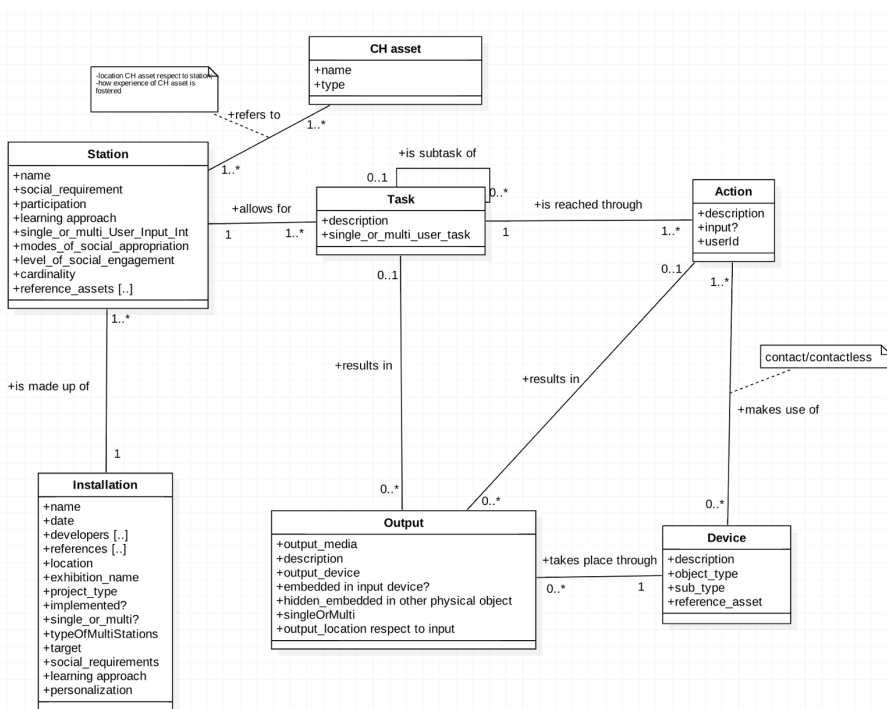 CH asset
+name
+type
-location CH asset respect to station,
-how experience of CH asset is
fostered
+refers to
1..*
1..*
Station
+name
+social_requirement
+participation
+learning approach
+single_or_multi_User_Input_Int
+modes_of_social_appropriation
+level_of_social_engagement
+cardinality
+reference_assets [..]
+allows for
1
1..*
+is subtask of
0..1
0..*
Task
+description
+single_or_multi_user_task
+is reached through
1
1..*
Action
+description
+input?
+userId
0..1
0..1
1..*
1..*
+is made up of
1
+results in
+results in
contact/contactless
+makes use of
0..*
0..*
0..*
Installation
+name
+date
+developers [..]
+references [..]
+location
+exhibition_name
+project_type
+implemented?
+single_or_multi?
+typeOfMultiStations
+target
+social_requirements
+learning approach
+personalization
Output
+output_media
+description
+output_device
+embedded in input device?
+hidden_embedded in other physical object
+singleOrMulti
+output_location respect to input
+takes place through
0..*
1
Device
+description
+object_type
+sub_type
+reference_asset